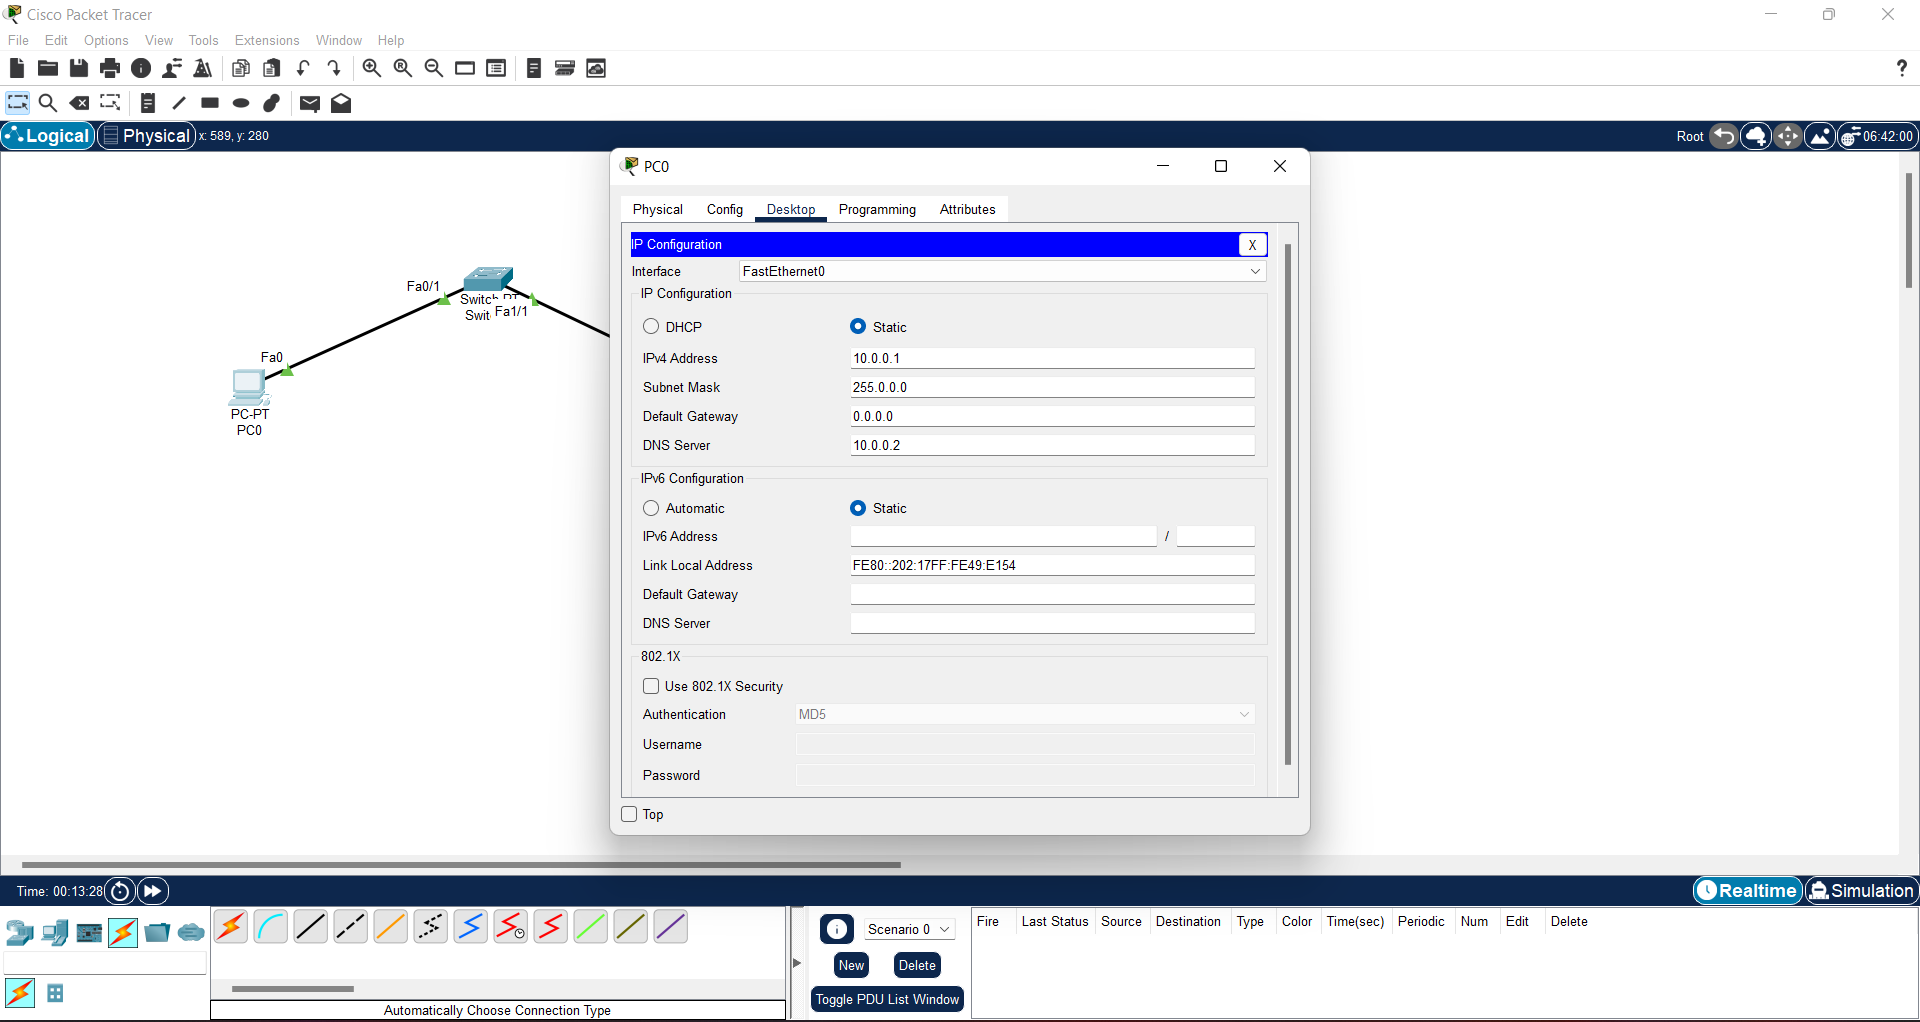 Cisco Packet Tracer
File Edit Options View Tools Extensions Window Help
?
Logical Physical x: 589, y: 280 Root 06:42:00
PC0
Physical Config Desktop Programming Attributes
IP Configuration X
Interface FastEthernet0
IP Configuration
DHCP Static
IPv4 Address 10.0.0.1
Subnet Mask 255.0.0.0
Default Gateway 0.0.0.0
DNS Server 10.0.0.2
IPv6 Configuration
Automatic Static
IPv6 Address /
Link Local Address FE80::202:17FF:FE49:E154
Default Gateway
DNS Server
802.1X
Use 802.1X Security
Authentication MD5
Username
Password
Top
Fa0/1
Fa1/1
Fa0
PC-PT
PC0
Time: 00:13:28 Realtime Simulation
Scenario 0
New Delete
Toggle PDU List Window
Fire Last Status Source Destination Type Color Time(sec) Periodic Num Edit Delete
Automatically Choose Connection Type